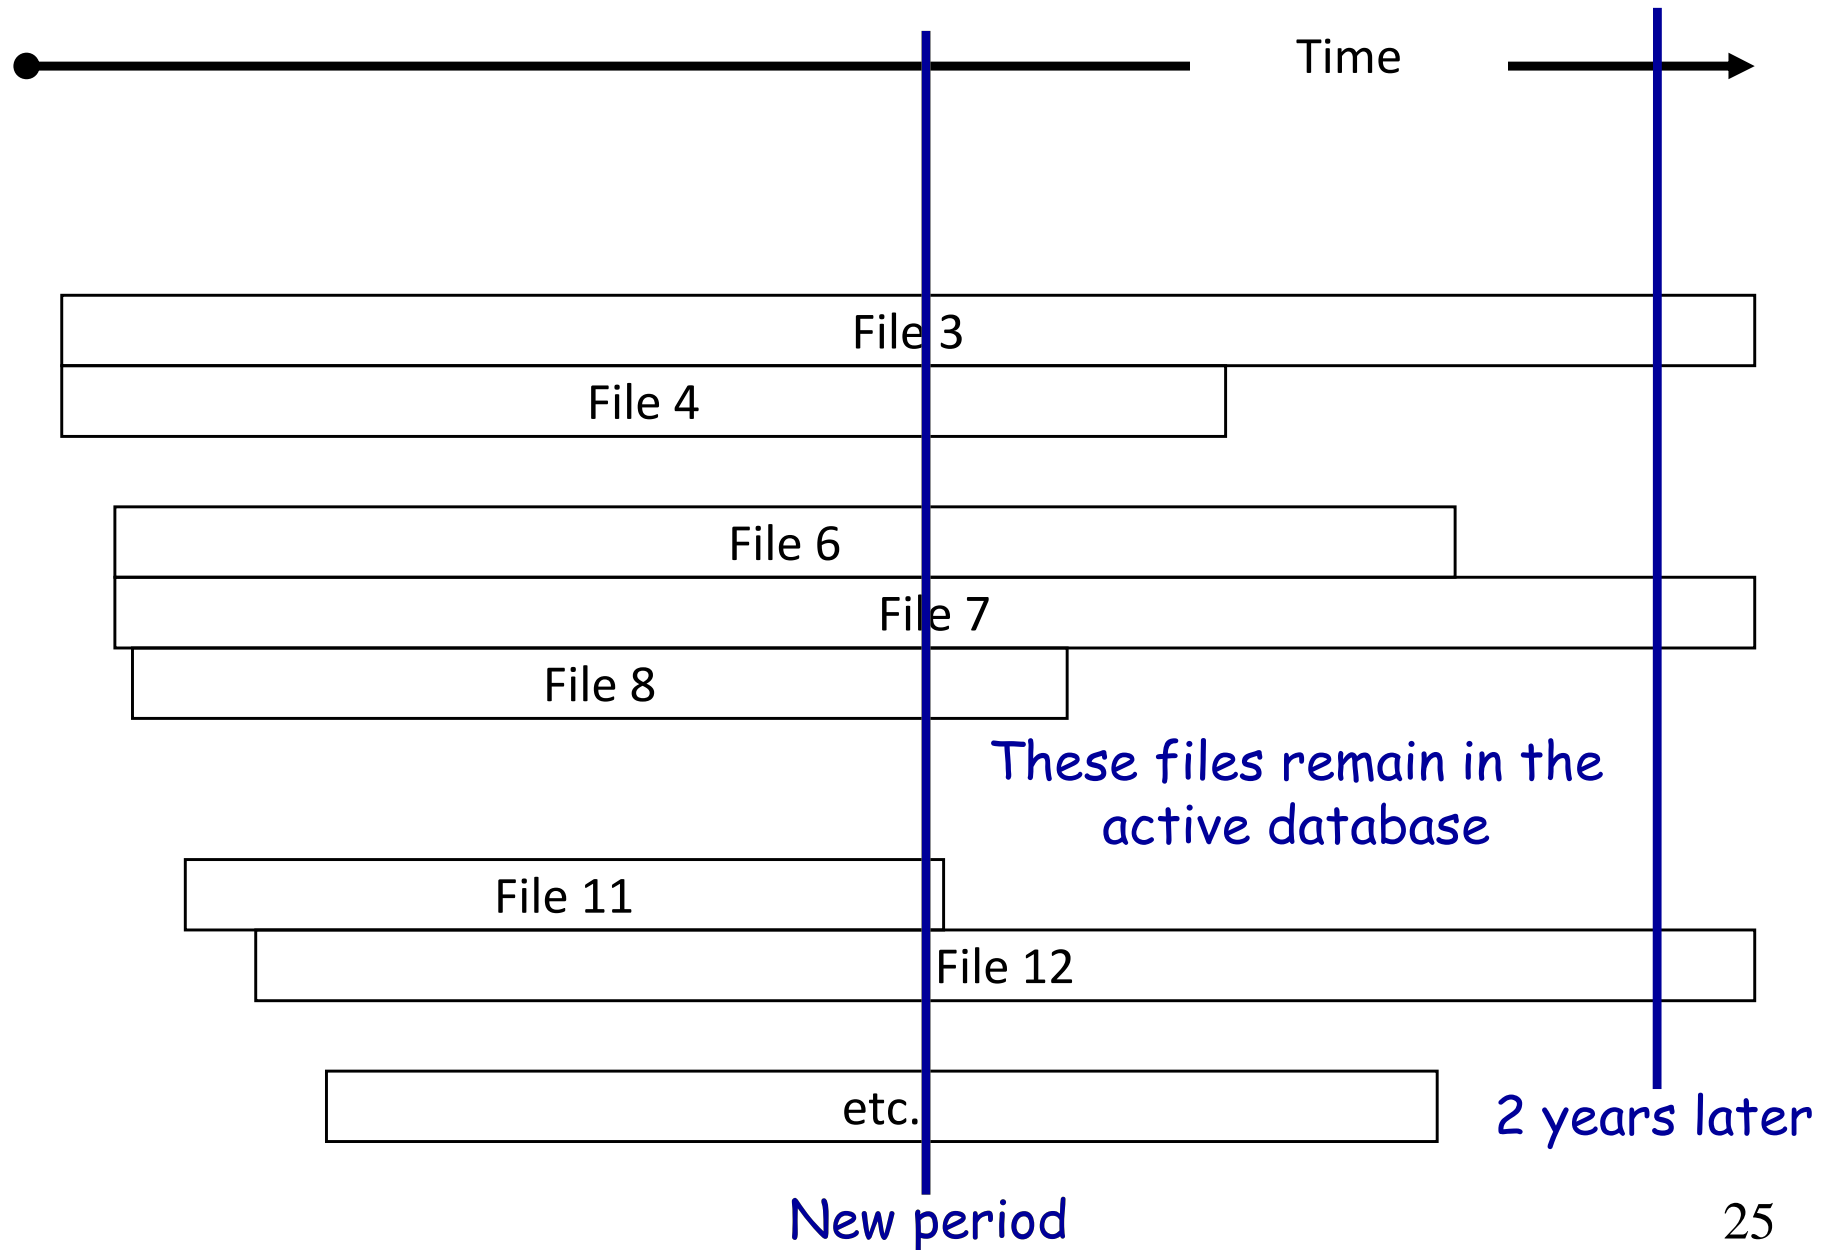 Time
File 3
File 4
File 6
File 7
File 8
These files remain in the
active database
File 11
File 12
etc.
2 years later
New period
25